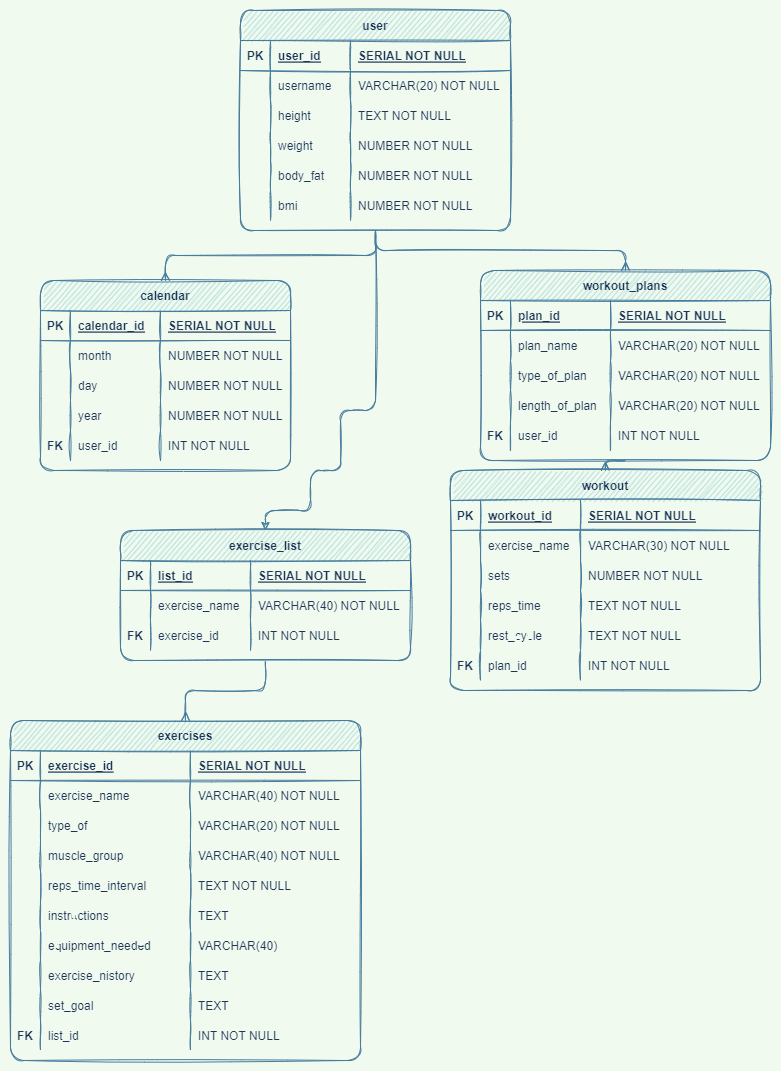 user
PK user_id SERIAL NOT NULL
username VARCHAR(20) NOT NULL
height TEXT NOT NULL
weight NUMBER NOT NULL
body_fat NUMBER NOT NULL
bmi NUMBER NOT NULL
calendar
PK calendar_id SERIAL NOT NULL
month NUMBER NOT NULL
day NUMBER NOT NULL
year NUMBER NOT NULL
FK user_id INT NOT NULL
workout_plans
PK plan_id SERIAL NOT NULL
plan_name VARCHAR(20) NOT NULL
type_of_plan VARCHAR(20) NOT NULL
length_of_plan VARCHAR(20) NOT NULL
FK user_id INT NOT NULL
workout
PK workout_id SERIAL NOT NULL
exercise_name VARCHAR(30) NOT NULL
sets NUMBER NOT NULL
reps_time TEXT NOT NULL
rest_cycle TEXT NOT NULL
FK plan_id INT NOT NULL
exercise_list
PK list_id SERIAL NOT NULL
exercise_name VARCHAR(40) NOT NULL
FK exercise_id INT NOT NULL
exercises
PK exercise_id SERIAL NOT NULL
exercise_name VARCHAR(40) NOT NULL
type_of VARCHAR(20) NOT NULL
muscle_group VARCHAR(40) NOT NULL
reps_time_interval TEXT NOT NULL
instructions TEXT
equipment_needed VARCHAR(40)
exercise_history TEXT
set_goal TEXT
FK list_id INT NOT NULL